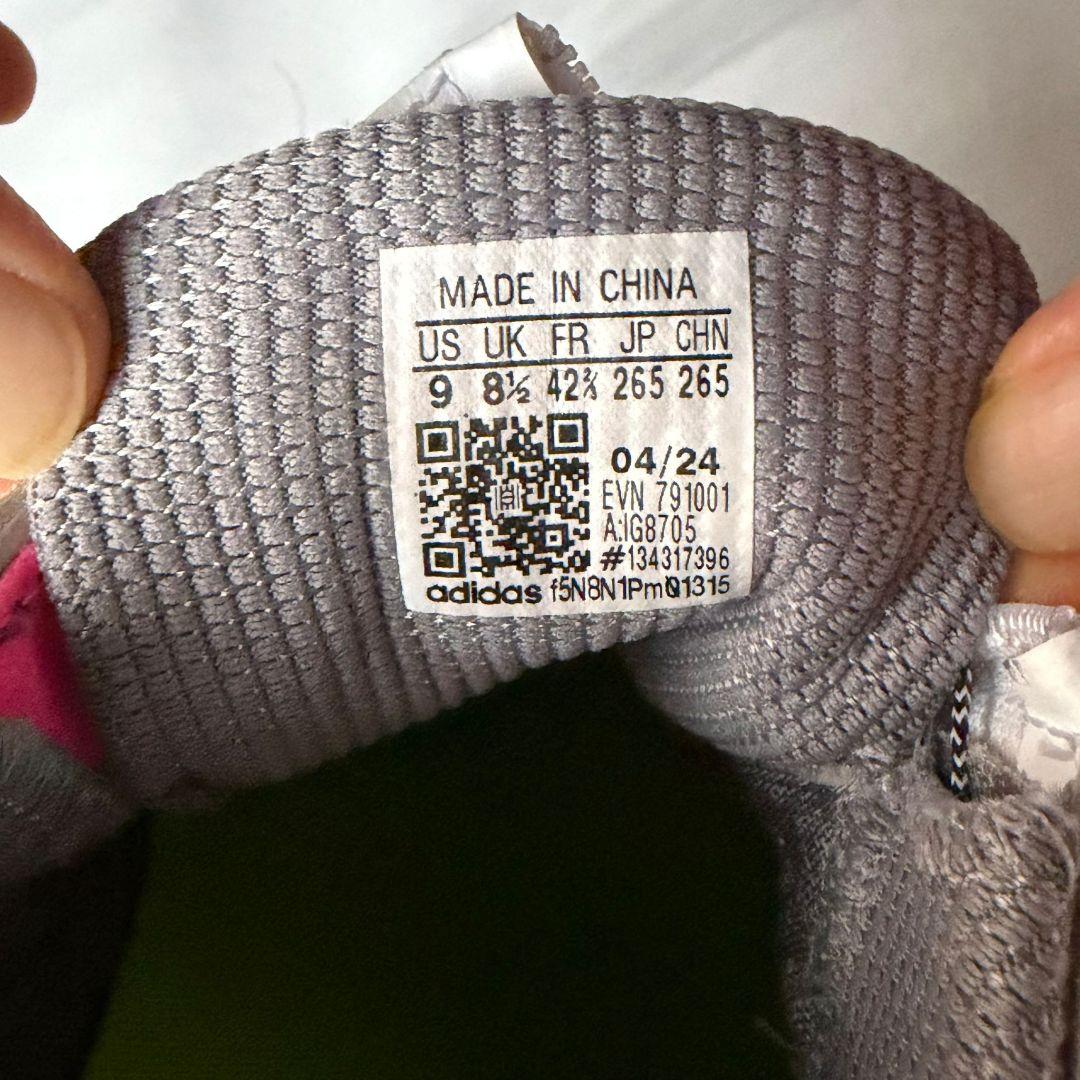 MADE IN CHINA
US UK FR JP CHN
9 8½ 42⅔ 265 265
04/24
EVN 791001
A:IG8705
#134317396
adidas